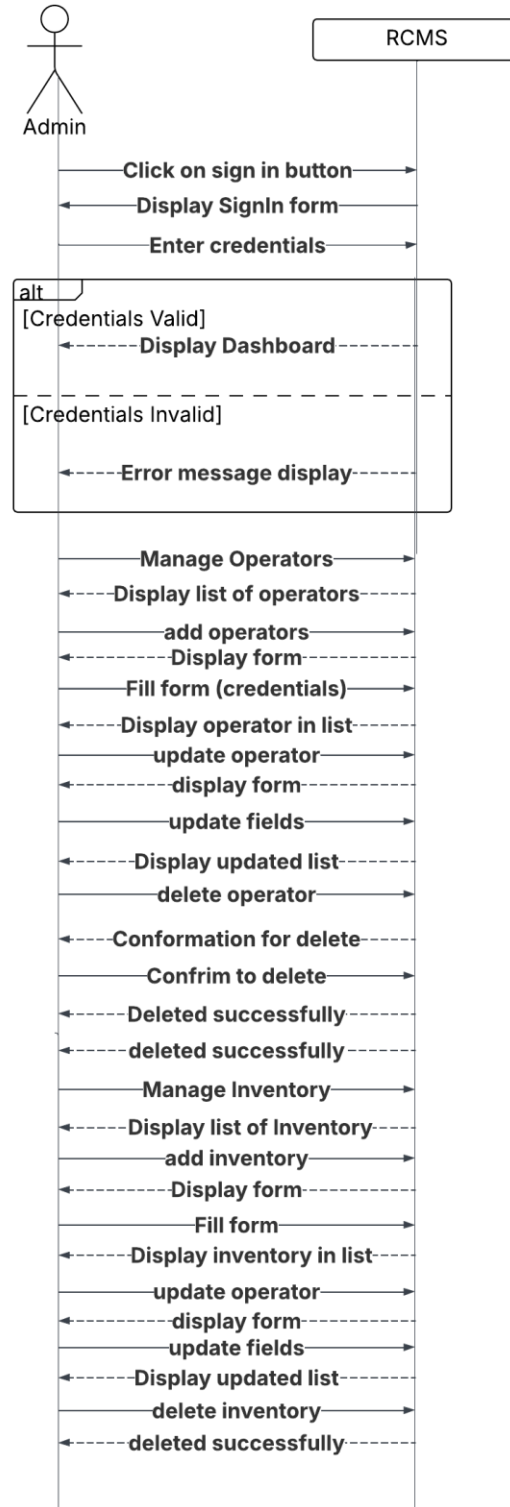 RCMS
Admin
Click on sign in button
Display SignIn form
Enter credentials
alt
[Credentials Valid]
Display Dashboard
[Credentials Invalid]
Error message display
Manage Operators
Display list of operators
add operators
Display form
Fill form (credentials)
Display operator in list
update operator
display form
update fields
Display updated list
delete operator
Conformation for delete
Confrim to delete
Deleted successfully
deleted successfully
Manage Inventory
Display list of Inventory
add inventory
Display form
Fill form
Display inventory in list
update operator
display form
update fields
Display updated list
delete inventory
deleted successfully